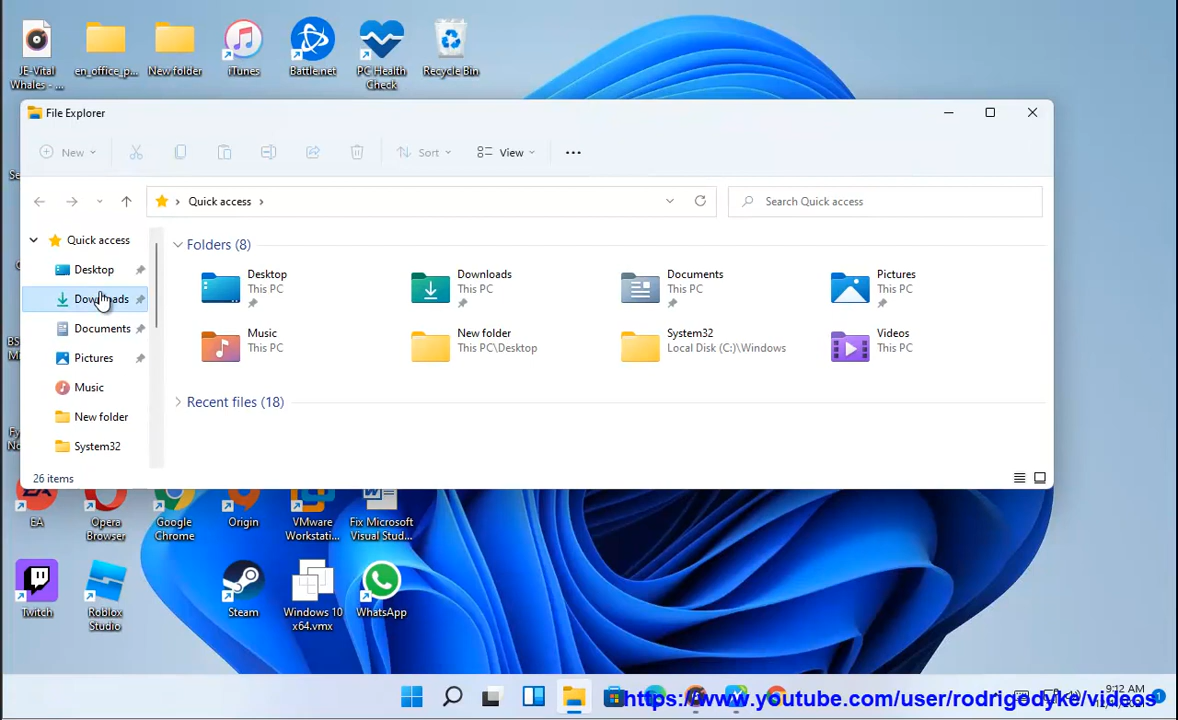 JE-Vital Whales - ...
en_office_p...
New folder
iTunes
Battle.net
PC Health Check
Recycle Bin
File Explorer
New
Sort
View
Quick access
Search Quick access
Quick access
Desktop
Downloads
Documents
Pictures
Music
New folder
System32
Folders (8)
Desktop
This PC
Downloads
This PC
Documents
This PC
Pictures
This PC
Music
This PC
New folder
This PC\Desktop
System32
Local Disk (C:)\Windows
Videos
This PC
Recent files (18)
26 items
EA
Opera Browser
Google Chrome
Origin
VMware Workstati...
Fix Microsoft Visual Stud...
Twitch
Roblox Studio
Steam
Windows 10 x64.vmx
WhatsApp
https://www.youtube.com/user/rodrigedyke/videos
9:12 AM
1